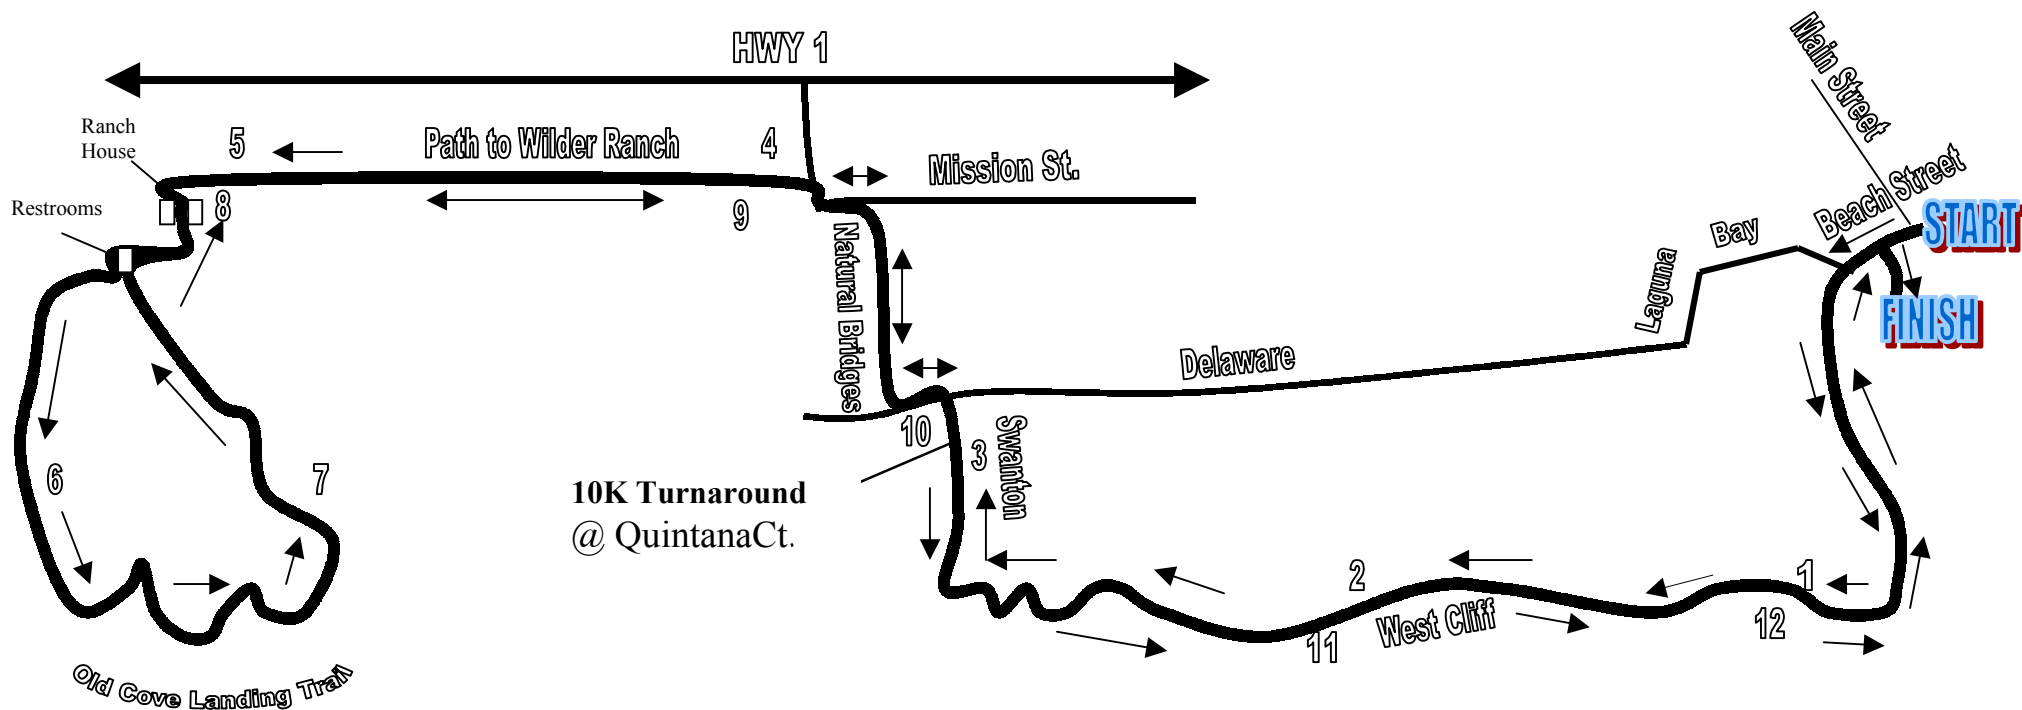 HWY 1
Main Street
Ranch
House
5
Path to Wilder Ranch
4
Mission St.
Beach Street
START
Restrooms
8
9
Bay
Natural Bridges
Laguna
FINISH
Delaware
10
3
Swanton
6
7
10K Turnaround
@ QuintanaCt.
2
1
West Cliff
11
12
Old Cove Landing Trail